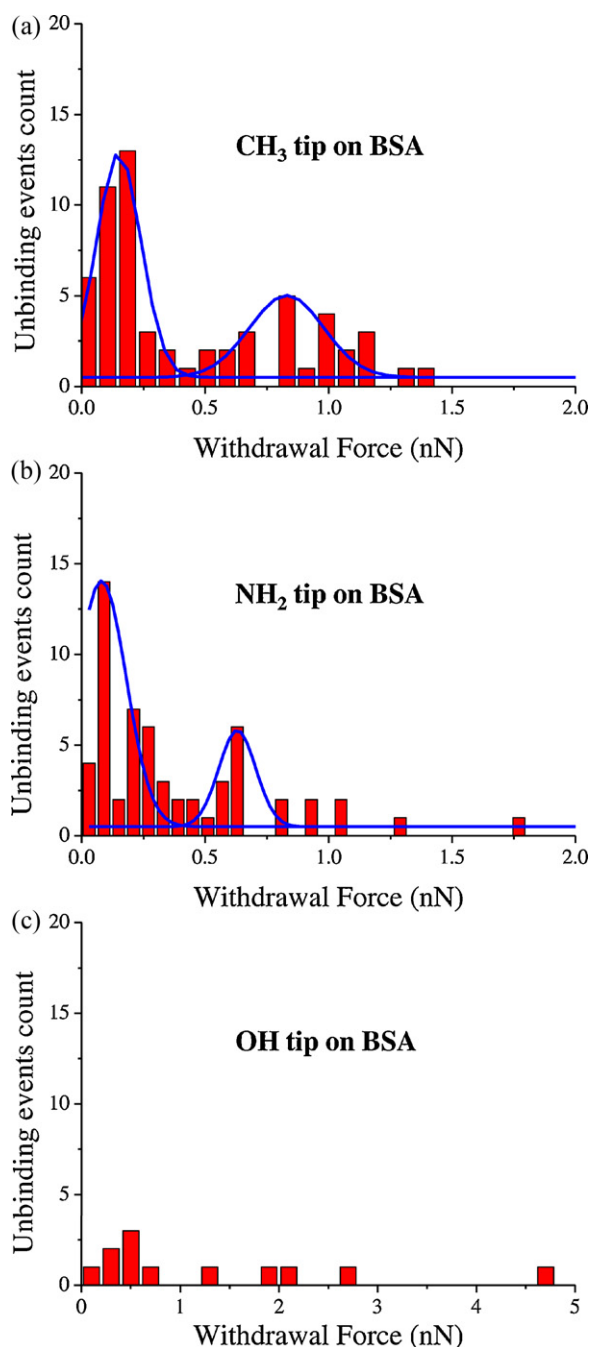 (a)
20
15
10
5
0
Unbinding events count
CH₃ tip on BSA
0.0 0.5 1.0 1.5 2.0
Withdrawal Force (nN)
(b)
20
15
10
5
0
Unbinding events count
NH₂ tip on BSA
0.0 0.5 1.0 1.5 2.0
Withdrawal Force (nN)
(c)
20
15
10
5
0
Unbinding events count
OH tip on BSA
0 1 2 3 4 5
Withdrawal Force (nN)